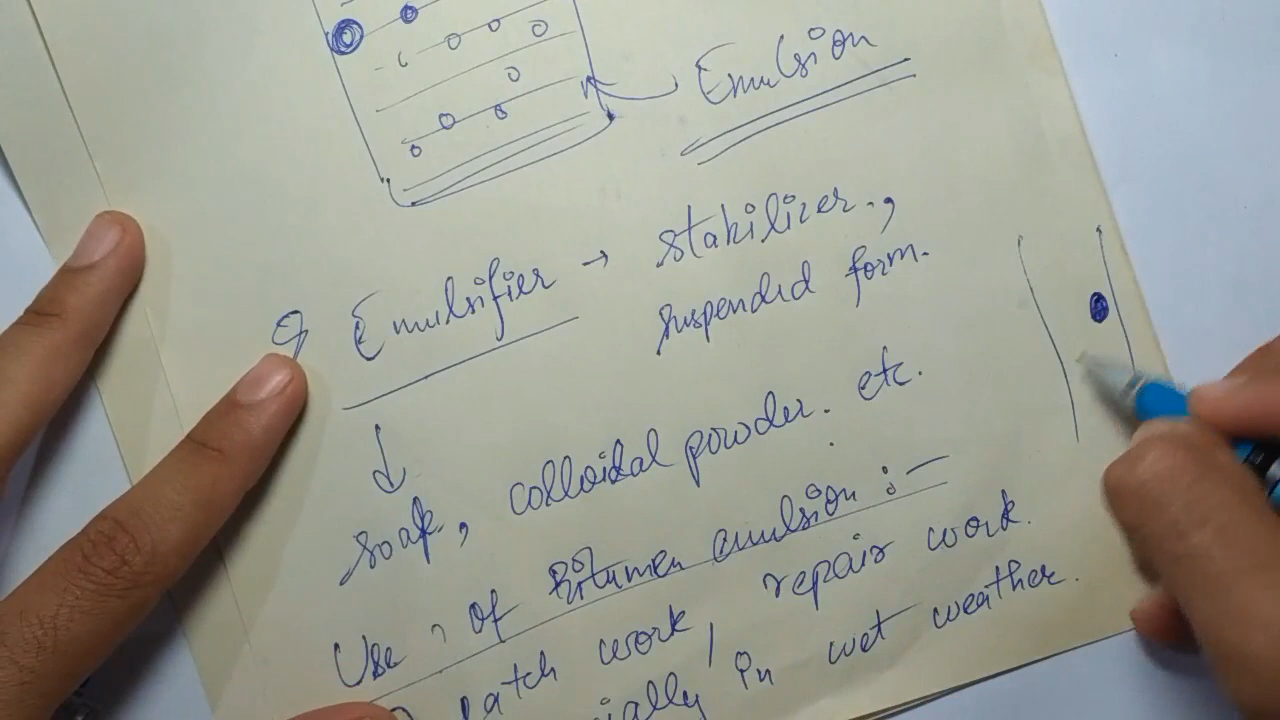 Emulsion
Emulsifier → stabilizer.,
suspended form.
↓
soap, colloidal powder. etc.
Use, of Bitumen emulsion :-
patch work, repair work.
in wet weather.